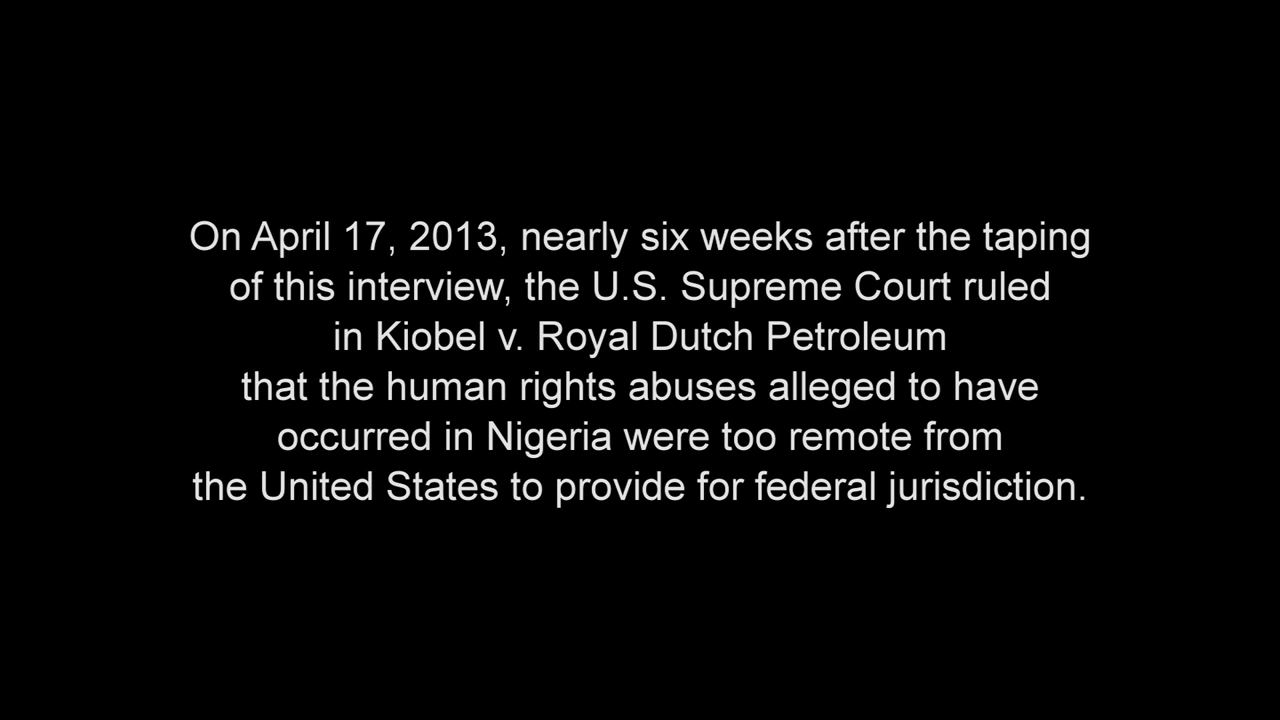 On April 17, 2013, nearly six weeks after the taping
of this interview, the U.S. Supreme Court ruled
in Kiobel v. Royal Dutch Petroleum
that the human rights abuses alleged to have
occurred in Nigeria were too remote from
the United States to provide for federal jurisdiction.